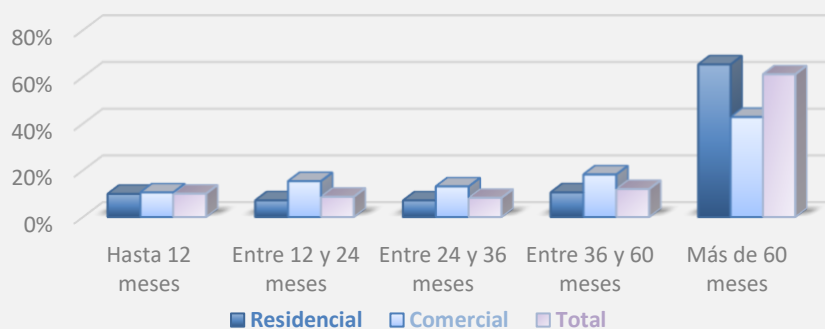 80%
60%
40%
20%
0%
Hasta 12 meses
Entre 12 y 24 meses
Entre 24 y 36 meses
Entre 36 y 60 meses
Más de 60 meses
Residencial Comercial Total